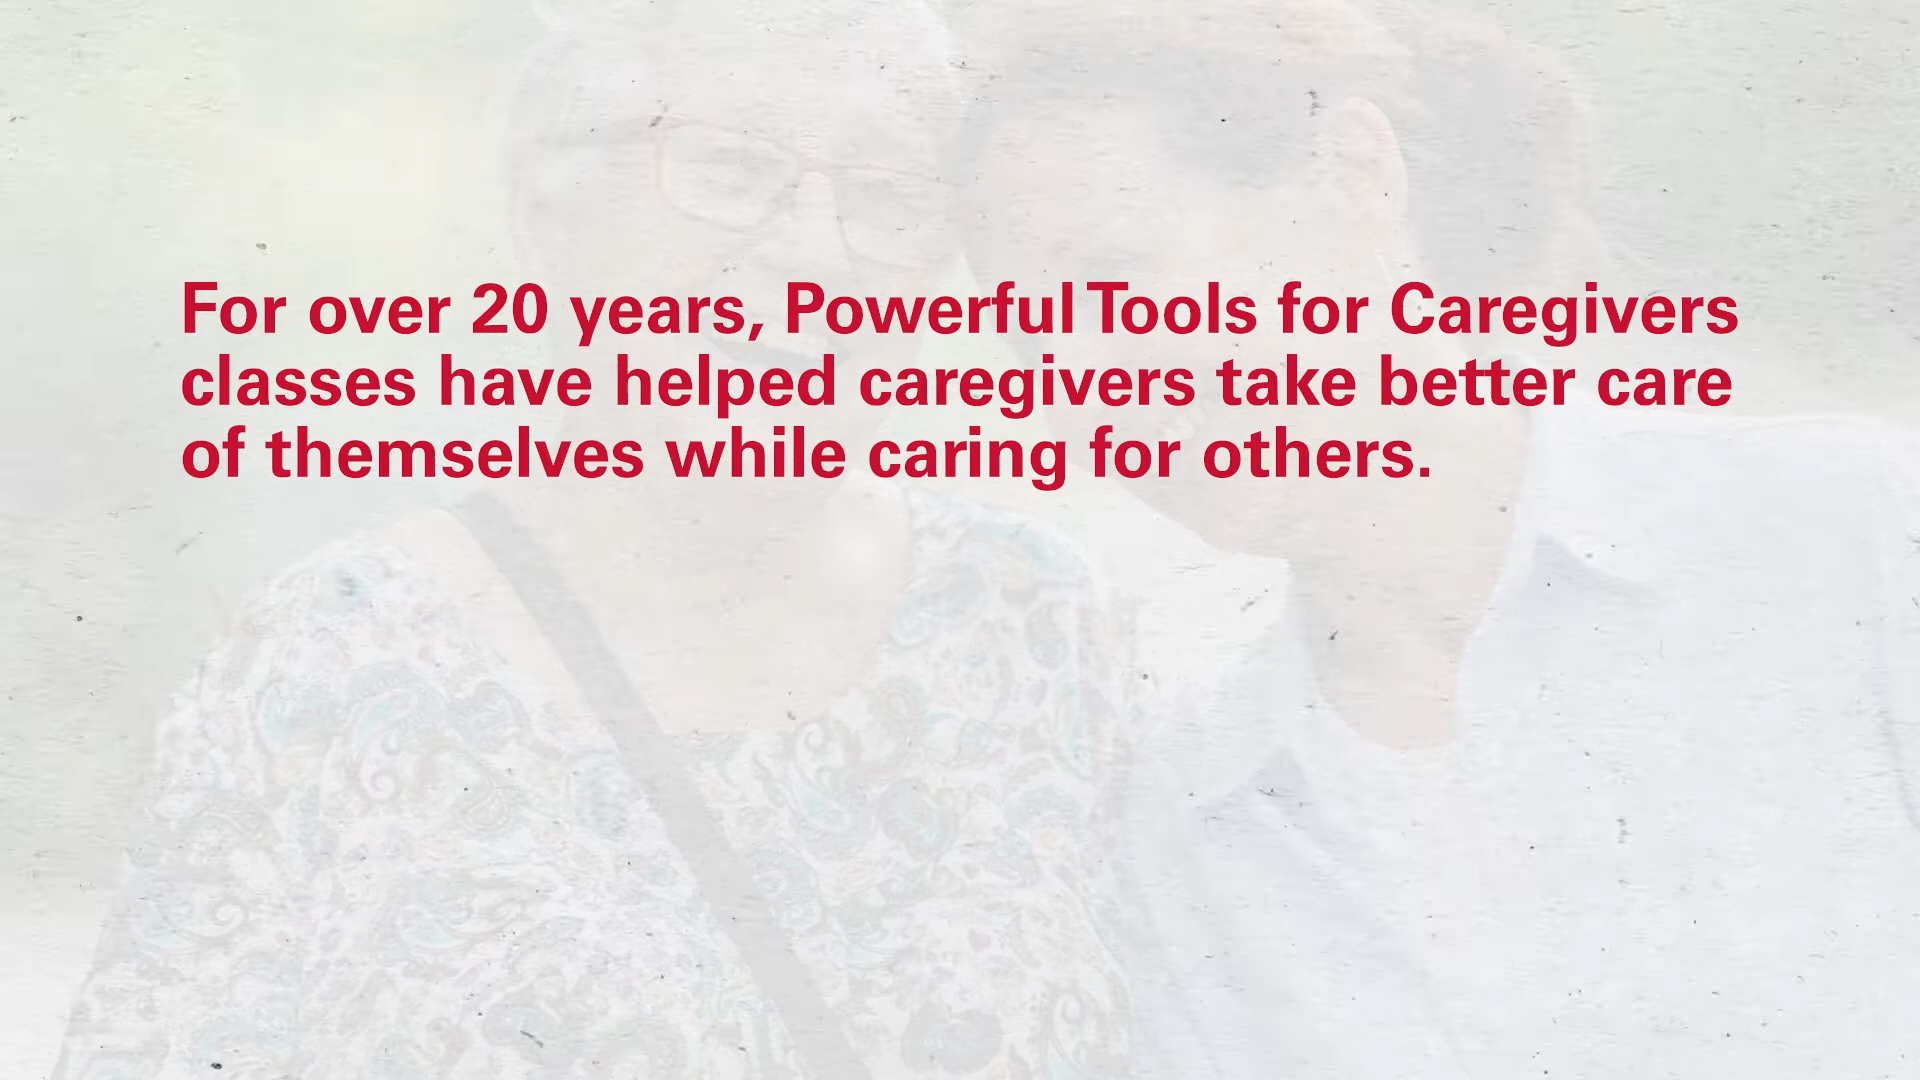 For over 20 years, Powerful Tools for Caregivers
classes have helped caregivers take better care
of themselves while caring for others.